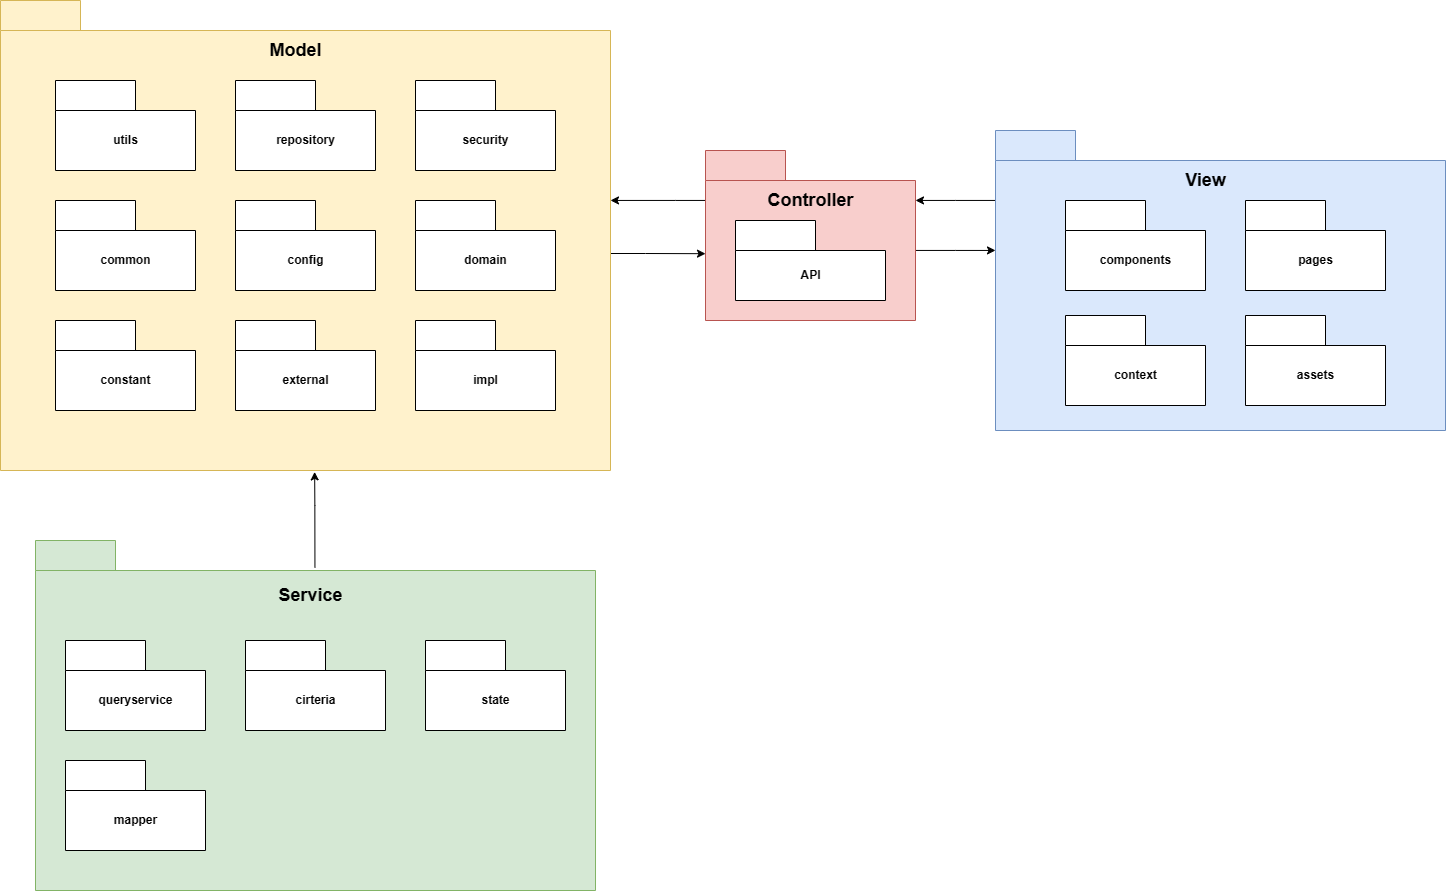 Model
utils
repository
security
common
config
domain
constant
external
impl
Controller
API
View
components
pages
context
assets
Service
queryservice
cirteria
state
mapper